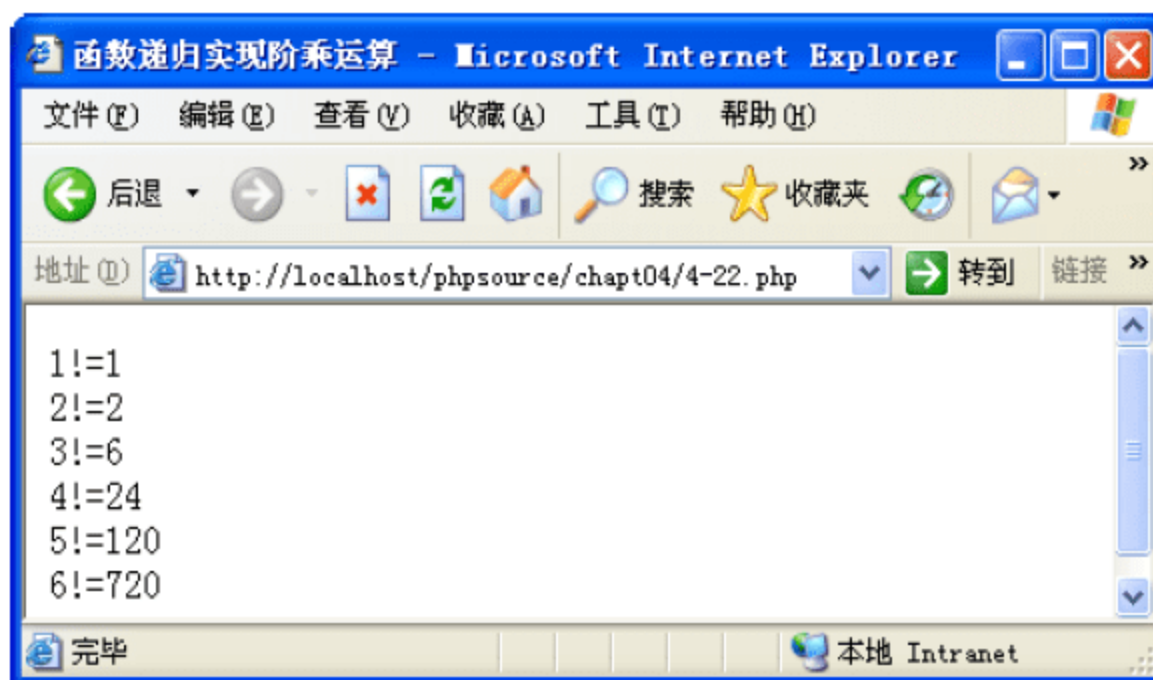 函数递归实现阶乘运算 - Microsoft Internet Explorer
文件(F) 编辑(E) 查看(V) 收藏(A) 工具(T) 帮助(H)
后退 搜索 收藏夹 »
地址(D) http://localhost/phpsource/chapt04/4-22.php 转到 链接 »
1!=1
2!=2
3!=6
4!=24
5!=120
6!=720
完毕 本地 Intranet